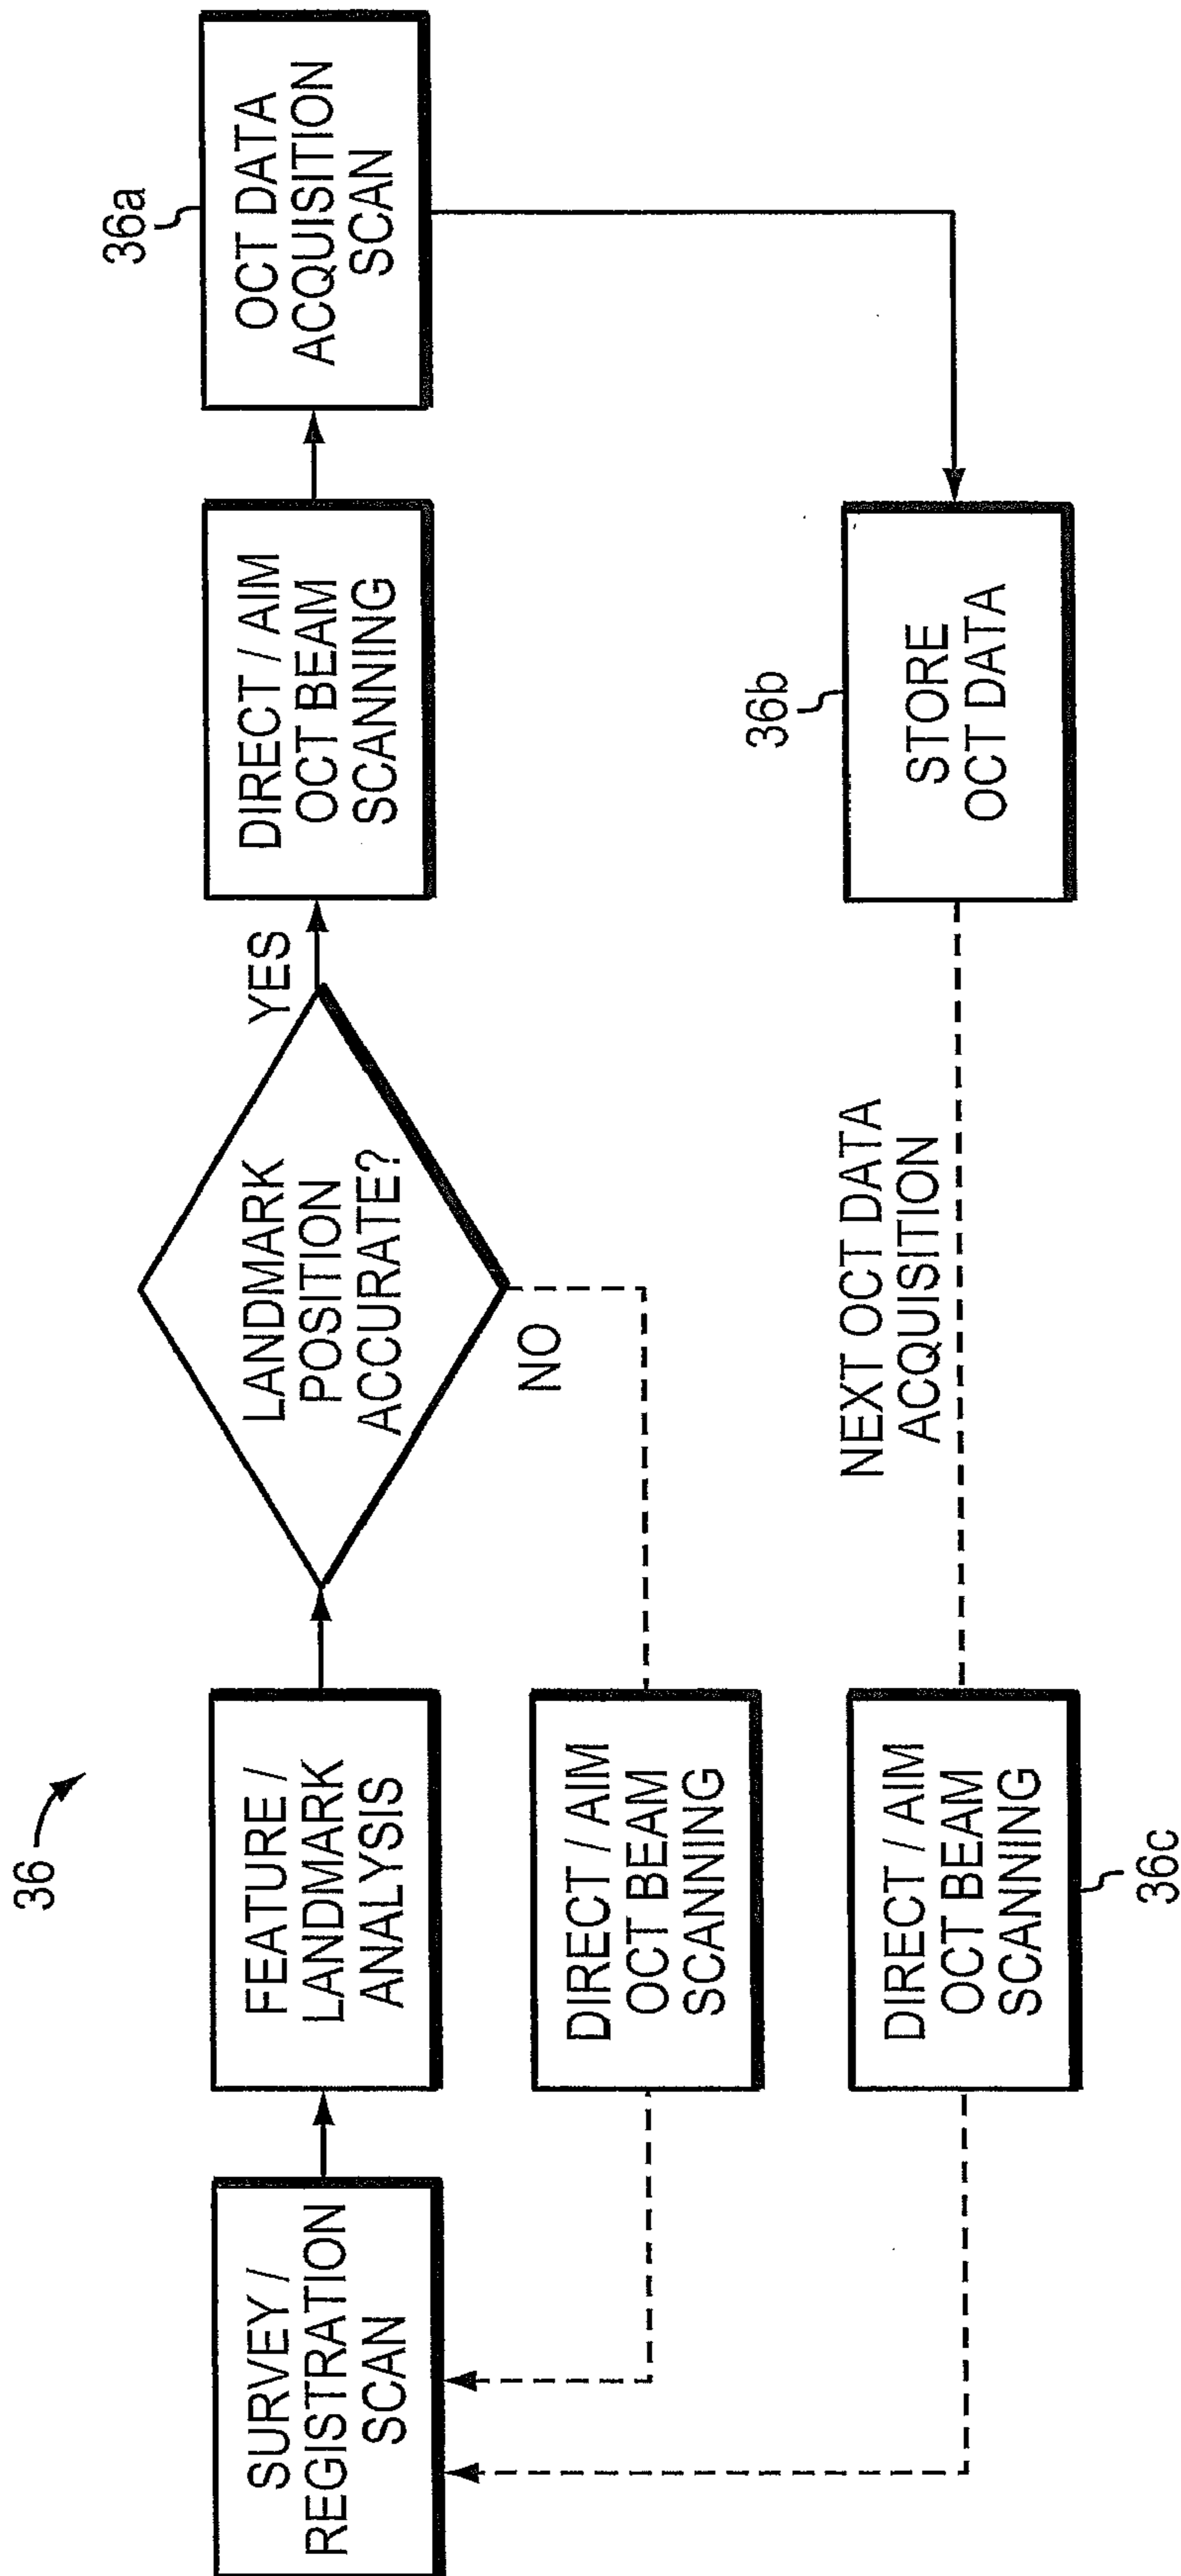 36
SURVEY /
REGISTRATION
SCAN
FEATURE /
LANDMARK
ANALYSIS
LANDMARK
POSITION
ACCURATE?
YES
NO
DIRECT / AIM
OCT BEAM
SCANNING
36a
OCT DATA
ACQUISITION
SCAN
DIRECT / AIM
OCT BEAM
SCANNING
36b
STORE
OCT DATA
NEXT OCT DATA
ACQUISITION
DIRECT / AIM
OCT BEAM
SCANNING
36c